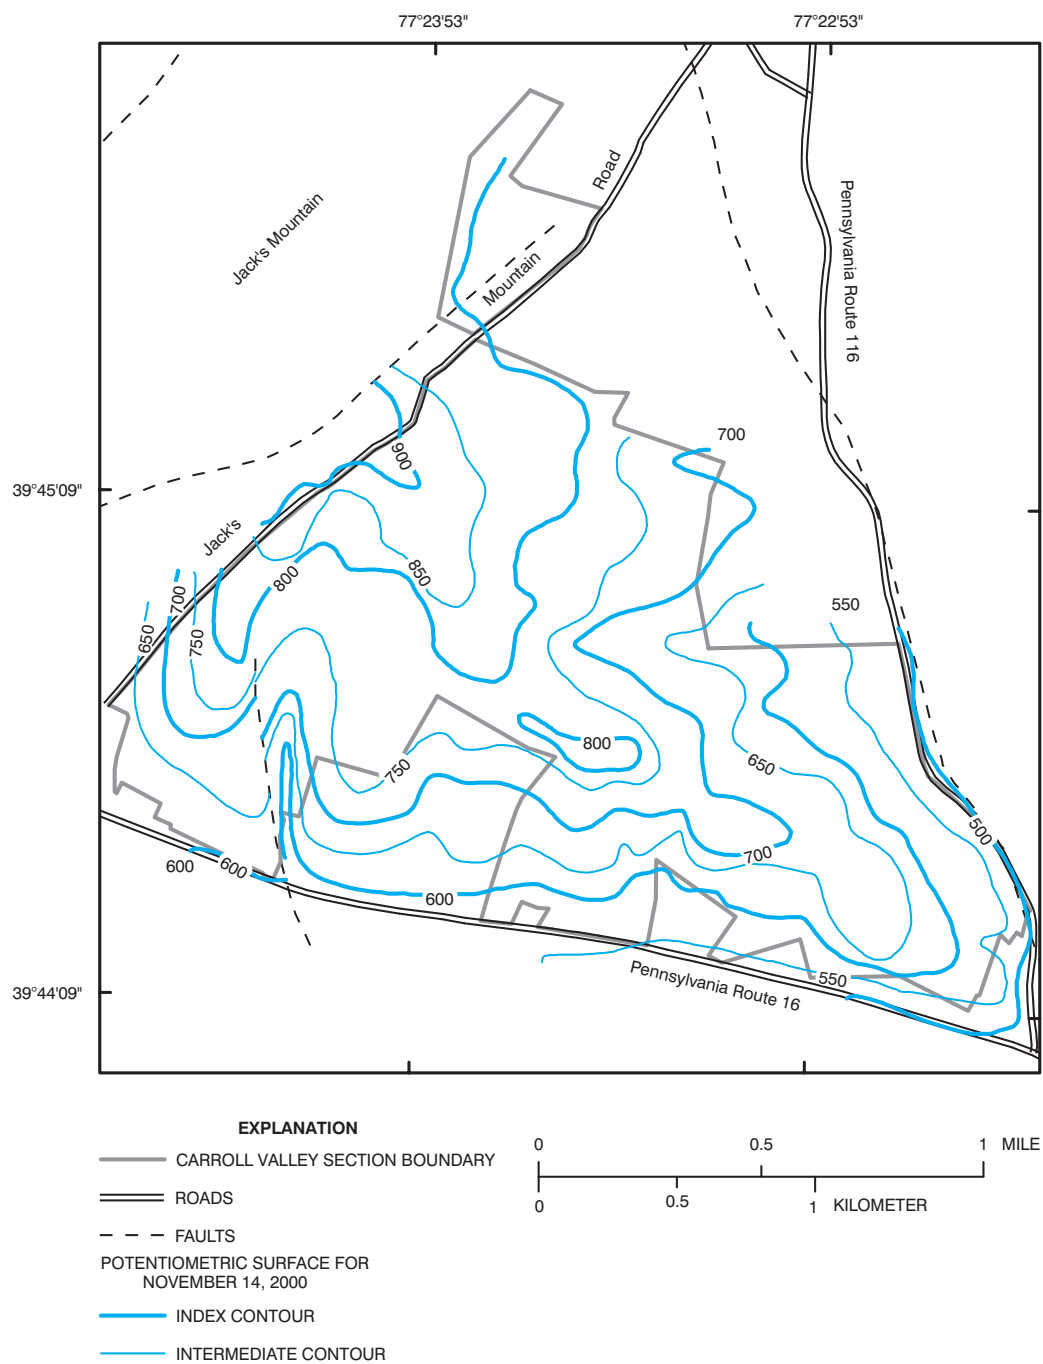 77°23'53"
77°22'53"
Road
Jack's Mountain
Pennsylvania Route 116
Mountain
700
900
39°45'09"
Jack's
850
800
700
550
650
750
800
750
650
500
700
600
600
600
550
Pennsylvania Route 16
39°44'09"
EXPLANATION
CARROLL VALLEY SECTION BOUNDARY
ROADS
FAULTS
POTENTIOMETRIC SURFACE FOR
NOVEMBER 14, 2000
INDEX CONTOUR
INTERMEDIATE CONTOUR
0 0.5 1 MILE
0 0.5 1 KILOMETER